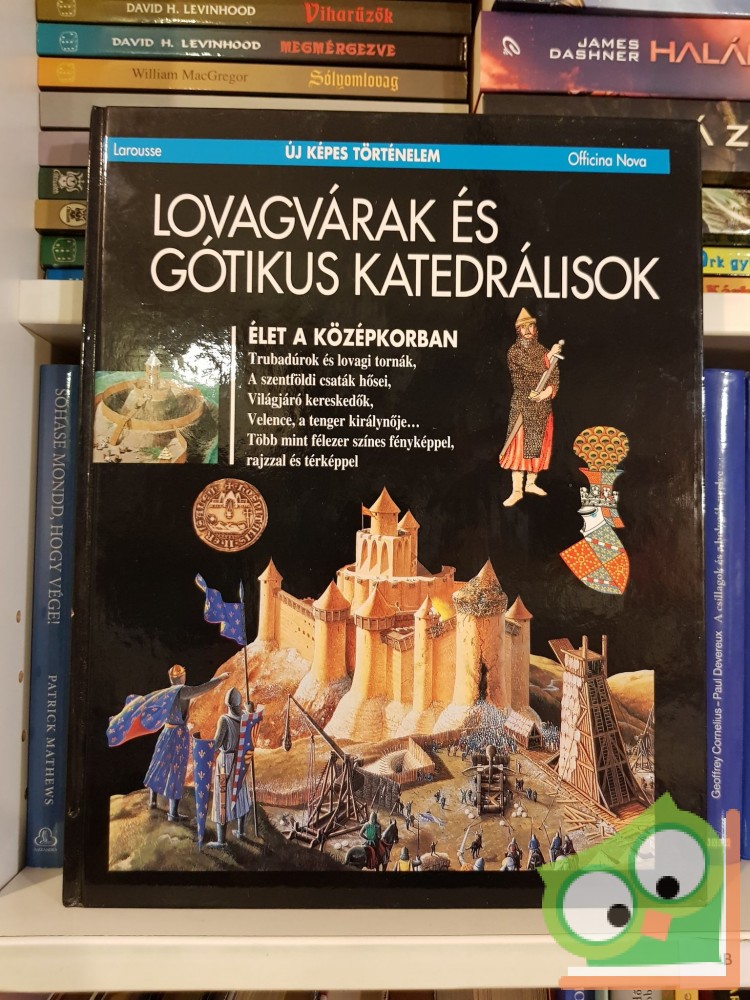 DAVID H. LEVINHOOD Viharűzők
DAVID H. LEVINHOOD MEGMÉRGEZVE
William MacGregor Sólyomlovag
JAMES DASHNER
Larousse
ÚJ KÉPES TÖRTÉNELEM
Officina Nova
LOVAGVÁRAK ÉS
GÓTIKUS KATEDRÁLISOK
ÉLET A KÖZÉPKORBAN
Trubadúrok és lovagi tornák,
A szentföldi csaták hősei,
Világjáró kereskedők,
Velence, a tenger királynője...
Több mint félezer színes fényképpel,
rajzzal és térképpel
SOHASE MONDD, HOGY VÉGE!
PATRICK MATHEWS
Geoffrey Cornelius – Paul Devereux